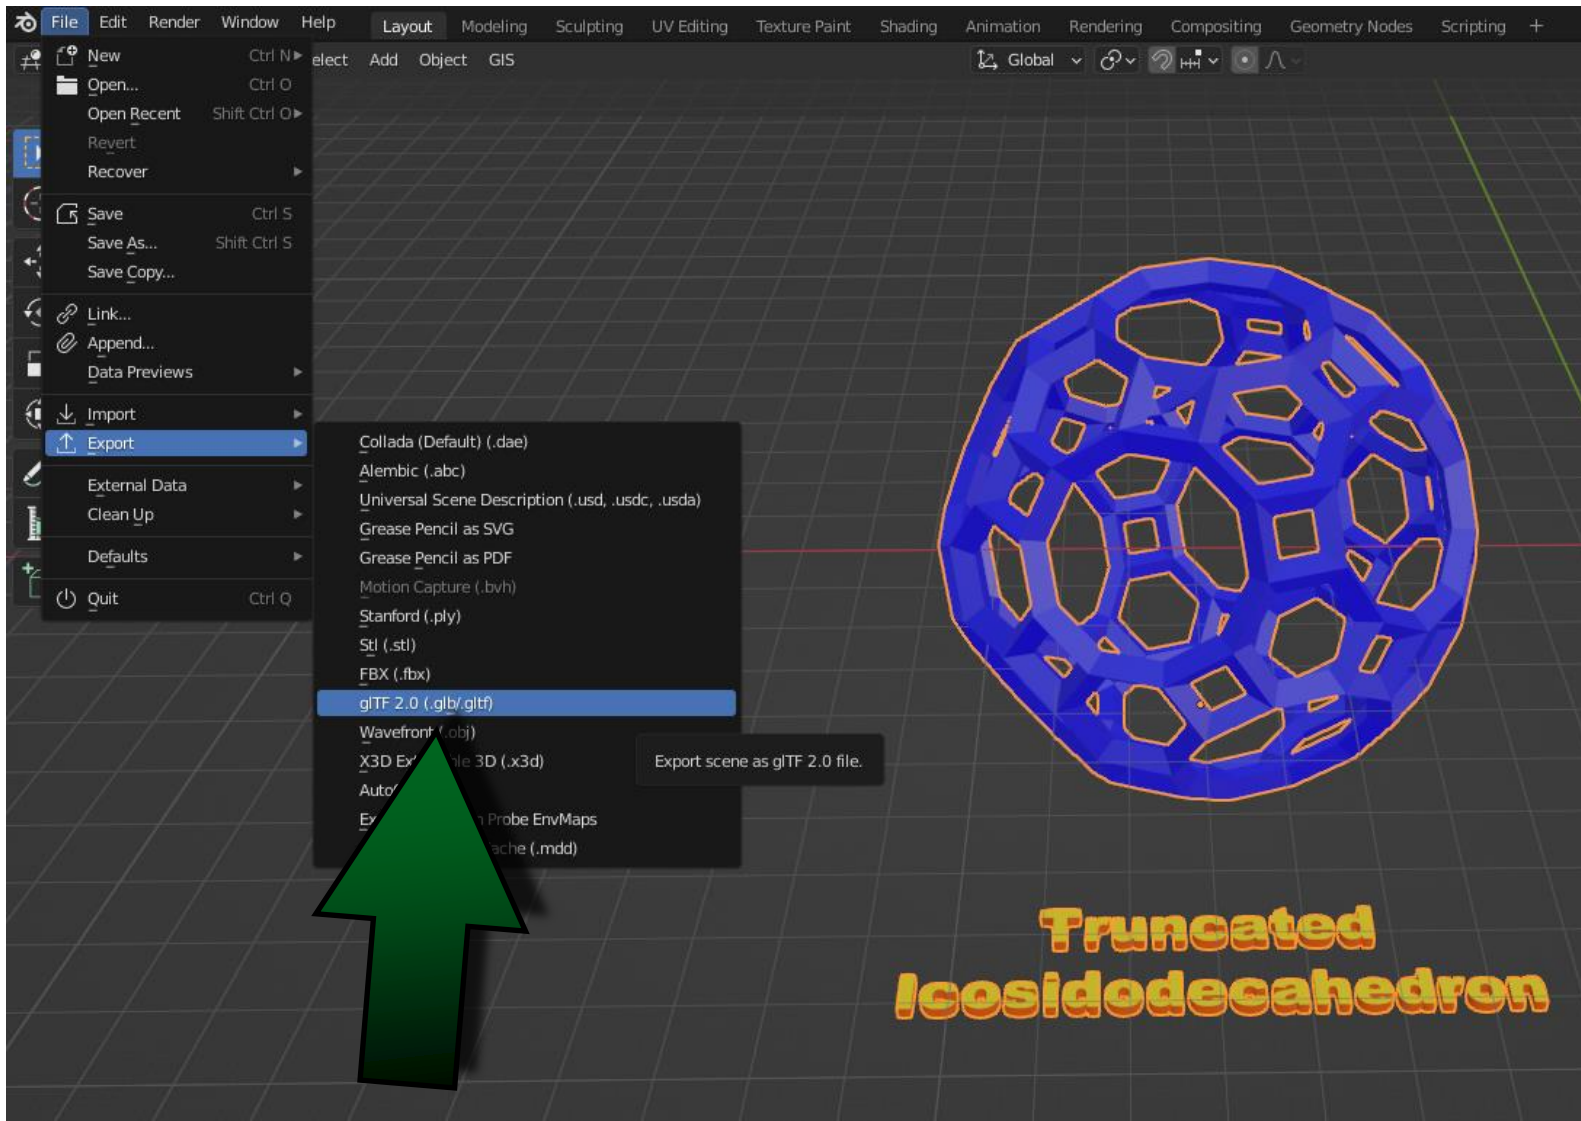 File Edit Render Window Help Layout Modeling Sculpting UV Editing Texture Paint Shading Animation Rendering Compositing Geometry Nodes Scripting +
elect Add Object GIS Global
New Ctrl N
Open... Ctrl O
Open Recent Shift Ctrl O
Revert
Recover
Save Ctrl S
Save As... Shift Ctrl S
Save Copy...
Link...
Append...
Data Previews
Import
Export
External Data
Clean Up
Defaults
Quit Ctrl Q
Collada (Default) (.dae)
Alembic (.abc)
Universal Scene Description (.usd, .usdc, .usda)
Grease Pencil as SVG
Grease Pencil as PDF
Motion Capture (.bvh)
Stanford (.ply)
Stl (.stl)
FBX (.fbx)
glTF 2.0 (.glb/.gltf)
Wavefront (.obj)
X3D 3D (.x3d)
Export scene as glTF 2.0 file.
Probe EnvMaps
(.mdd)
Truncated
Icosidodecahedron